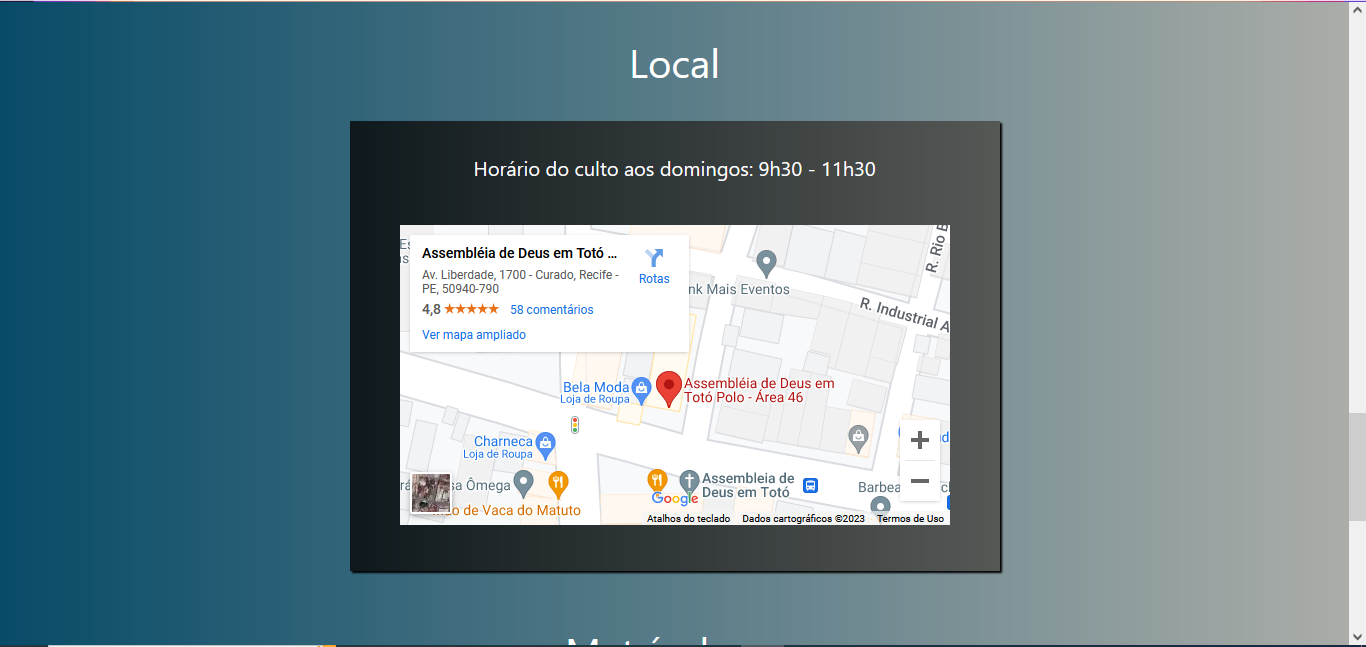 Local
Horário do culto aos domingos: 9h30 - 11h30
Assembléia de Deus em Totó ...
Av. Liberdade, 1700 - Curado, Recife -
PE, 50940-790
4,8 58 comentários
Ver mapa ampliado
Rotas
nk Mais Eventos
R. Rio B
R. Industrial A
Bela Moda
Loja de Roupa
Assembléia de Deus em
Totó Polo - Área 46
Charneca
Loja de Roupa
sa Ômega
de Vaca do Matuto
Assembleia de
Deus em Totó
Barbea
Google
Atalhos do teclado
Dados cartográficos ©2023
Termos de Uso